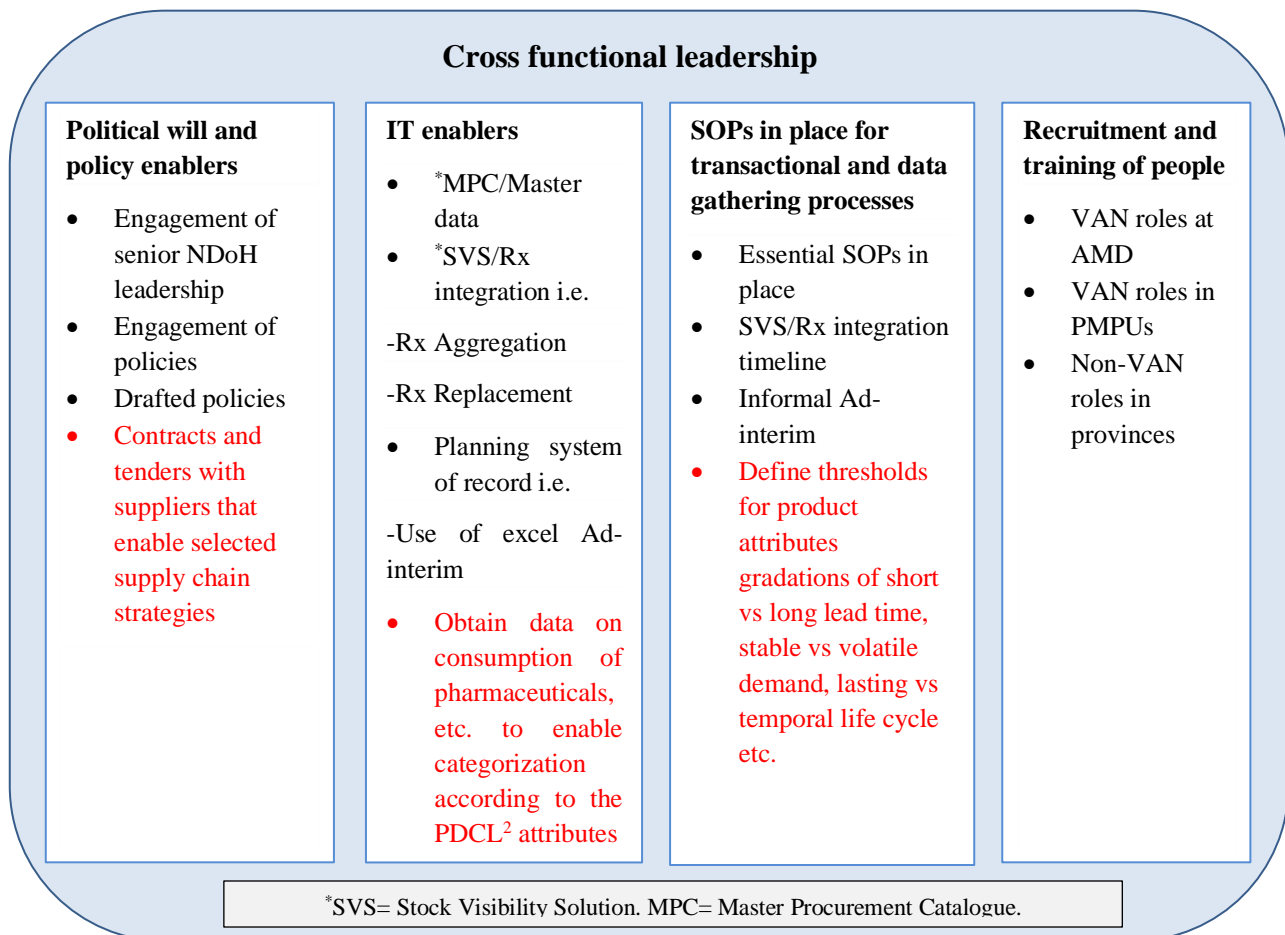 Cross functional leadership
Political will and
policy enablers
• Engagement of
senior NDoH
leadership
• Engagement of
policies
• Drafted policies
• Contracts and
tenders with
suppliers that
enable selected
supply chain
strategies
IT enablers
• *MPC/Master
data
• *SVS/Rx
integration i.e.
-Rx Aggregation
-Rx Replacement
• Planning system
of record i.e.
-Use of excel Ad-
interim
• Obtain data on
consumption of
pharmaceuticals,
etc. to enable
categorization
according to the
PDCL² attributes
SOPs in place for
transactional and data
gathering processes
• Essential SOPs in
place
• SVS/Rx integration
timeline
• Informal Ad-
interim
• Define thresholds
for product
attributes
gradations of short
vs long lead time,
stable vs volatile
demand, lasting vs
temporal life cycle
etc.
Recruitment and
training of people
• VAN roles at
AMD
• VAN roles in
PMPUs
• Non-VAN
roles in
provinces
*SVS= Stock Visibility Solution. MPC= Master Procurement Catalogue.